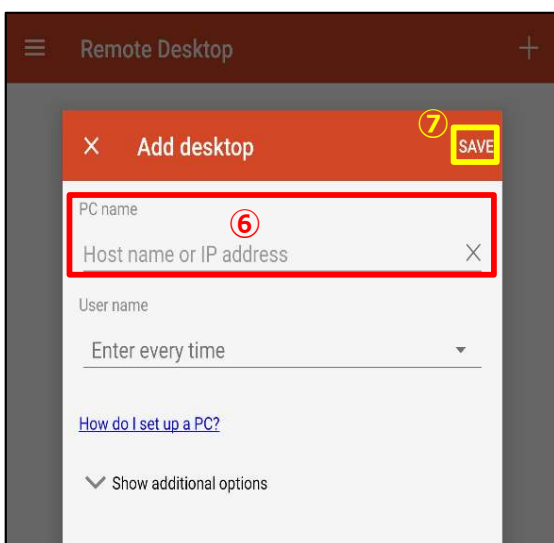 Remote Desktop
⑦
Add desktop
SAVE
PC name
⑥
Host name or IP address
User name
Enter every time
How do I set up a PC?
Show additional options